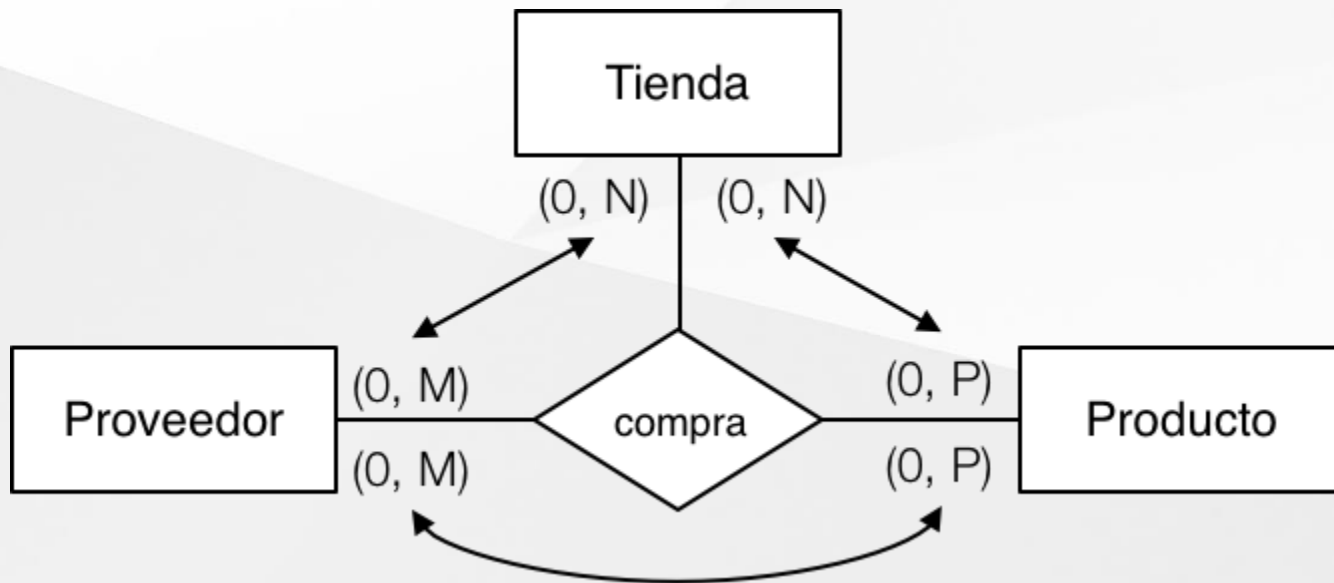 Tienda
(0, N) (0, N)
(0, M) (0, P)
Proveedor compra Producto
(0, M) (0, P)